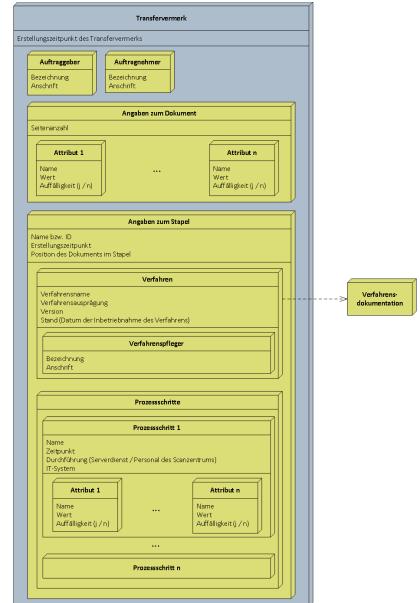 Transfervermerk
Erstellungszeitpunkt des Transfervermerks
Auftraggeber
Bezeichnung
Anschrift
Auftragnehmer
Bezeichnung
Anschrift
Angaben zum Dokument
Seitenanzahl
Attribut 1
Name
Wert
Auffälligkeit (j / n)
...
Attribut n
Name
Wert
Auffälligkeit (j / n)
Angaben zum Stapel
Name bzw. ID
Erstellungszeitpunkt
Position des Dokuments im Stapel
Verfahren
Verfahrensname
Verfahrensausprägung
Version
Stand (Datum der Inbetriebnahme des Verfahrens)
Verfahrenspfleger
Bezeichnung
Anschrift
Verfahrens-
dokumentation
Prozessschritte
Prozessschritt 1
Name
Zeitpunkt
Durchführung (Serverdienst / Personal des Scanzentrums)
IT-System
Attribut 1
Name
Wert
Auffälligkeit (j / n)
...
Attribut n
Name
Wert
Auffälligkeit (j / n)
...
Prozessschritt n